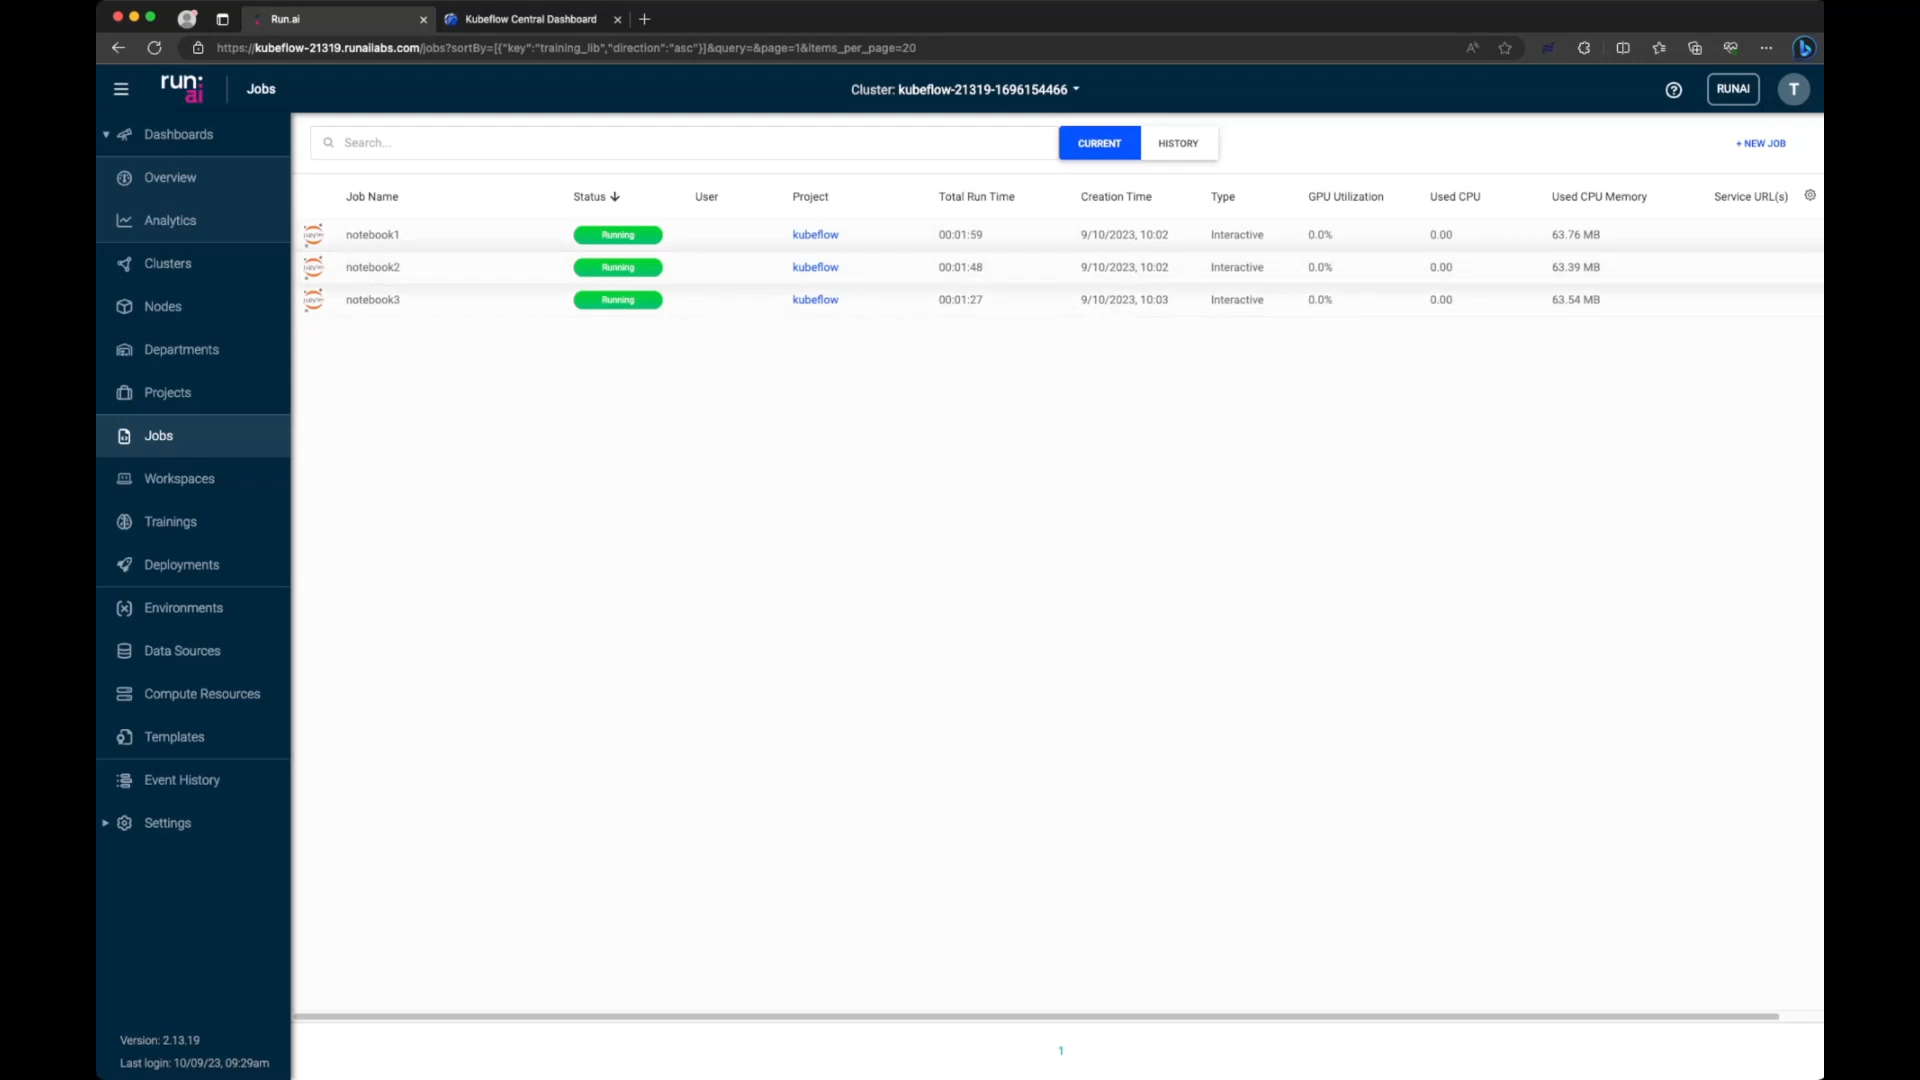 Run.ai
Kubeflow Central Dashboard
https://kubeflow-21319.runailabs.com/jobs?sortBy=[{"key":"training_lib","direction":"asc"}]&query=&page=1&items_per_page=20
run:ai
Jobs
Cluster: kubeflow-21319-1696154466
RUNAI
T
Dashboards
Overview
Analytics
Clusters
Nodes
Departments
Projects
Jobs
Workspaces
Trainings
Deployments
Environments
Data Sources
Compute Resources
Templates
Event History
Settings
Version: 2.13.19
Last login: 10/09/23, 09:29am
Search...
CURRENT
HISTORY
+ NEW JOB
Job Name Status User Project Total Run Time Creation Time Type GPU Utilization Used CPU Used CPU Memory Service URL(s)
jupyter notebook1 Running kubeflow 00:01:59 9/10/2023, 10:02 Interactive 0.0% 0.00 63.76 MB
jupyter notebook2 Running kubeflow 00:01:48 9/10/2023, 10:02 Interactive 0.0% 0.00 63.39 MB
jupyter notebook3 Running kubeflow 00:01:27 9/10/2023, 10:03 Interactive 0.0% 0.00 63.54 MB
1